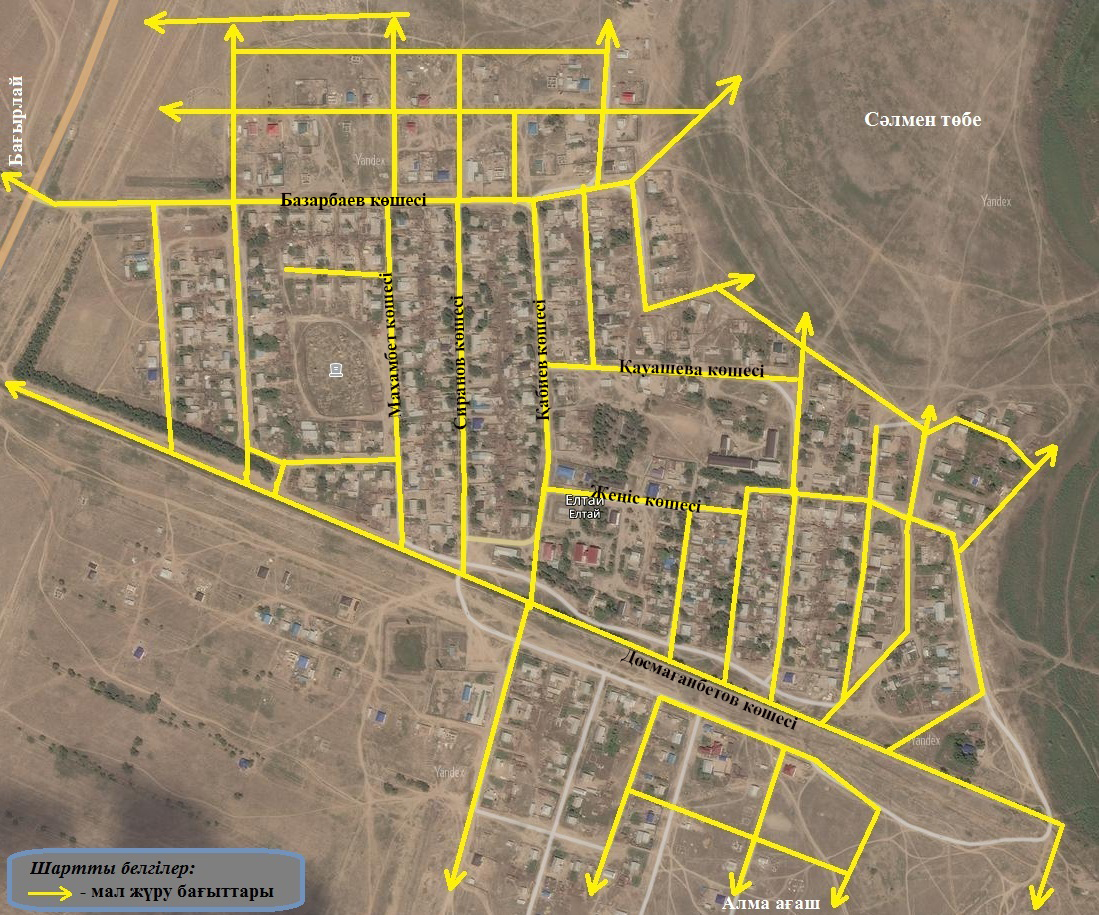 Сәлмен төбе
Бағырлай
Yandex
Yandex
Базарбаев көшесі
Махамбет көшесі
Сиранов көшесі
Кабиев көшесі
Қауашева көшесі
Жеңіс көшесі
Елтай
Елтай
Досмағанбетов көшесі
Yandex
Yandex
Шартты белгілер:
- мал жүру бағыттары
Алма ағаш